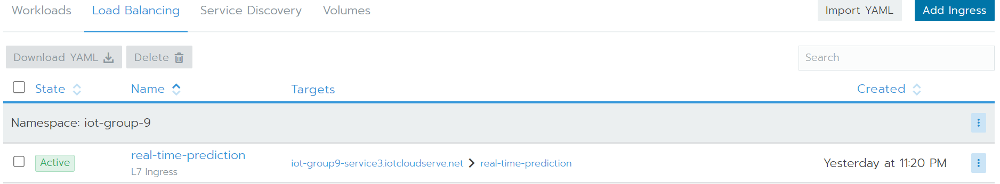 Workloads Load Balancing Service Discovery Volumes Import YAML Add Ingress
Download YAML Delete Search
State Name Targets Created
Namespace: iot-group-9
Active real-time-prediction iot-group9-service3.iotcloudserve.net real-time-prediction Yesterday at 11:20 PM
L7 Ingress